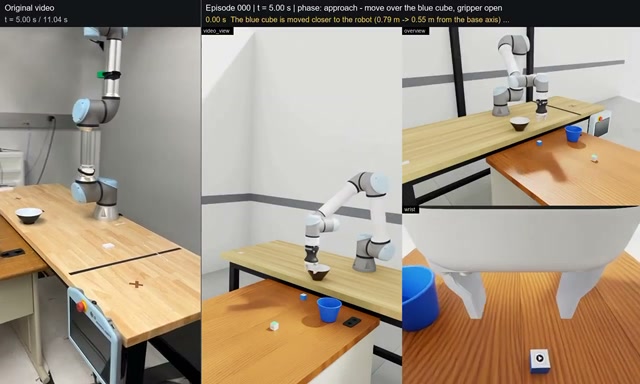 Original video
t = 5.00 s / 11.04 s
Episode 000 | t = 5.00 s | phase: approach - move over the blue cube, gripper open
0.00 s The blue cube is moved closer to the robot (0.79 m -> 0.55 m from the base axis) ...
video_view
overview
wrist